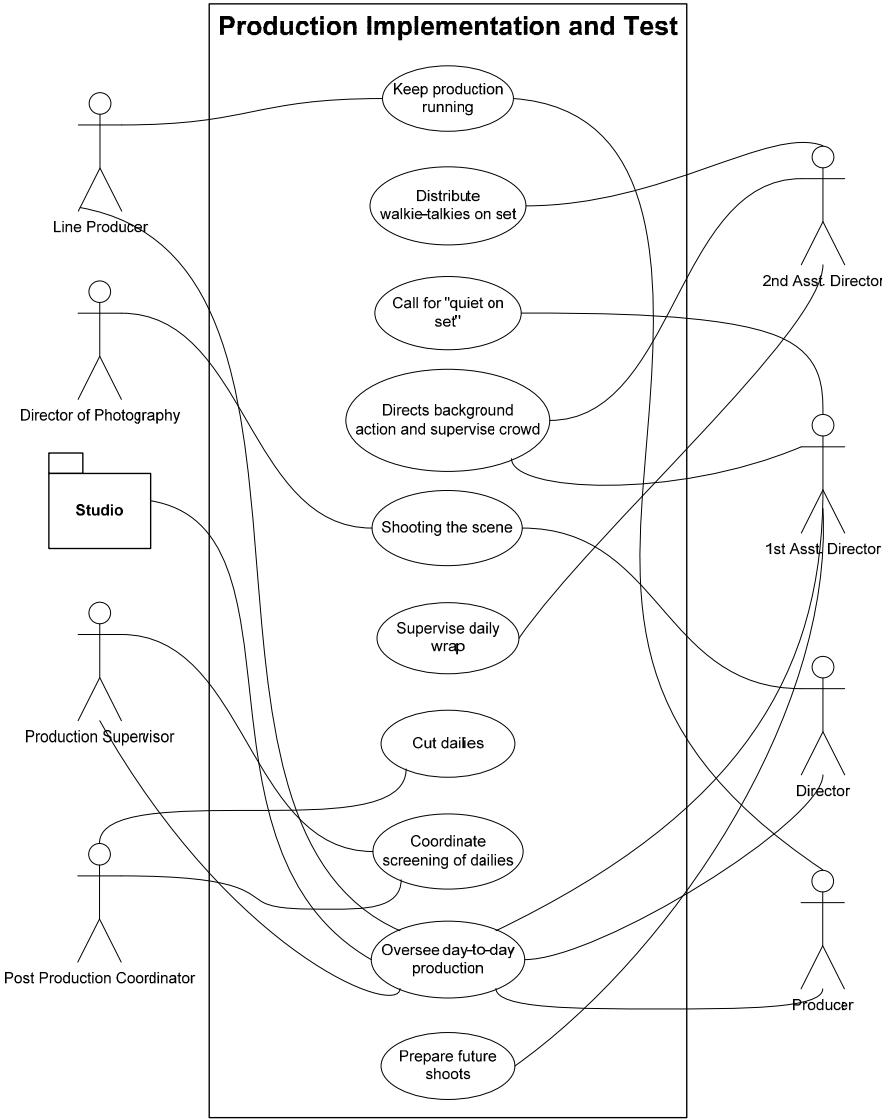 Production Implementation and Test
Keep production
running
Line Producer
Distribute
walkie-talkies on set
2nd Asst. Director
Call for "quiet on
set"
Director of Photography
Directs background
action and supervise crowd
Studio
Shooting the scene
1st Asst. Director
Supervise daily
wrap
Production Supervisor
Cut dailies
Director
Coordinate
screening of dailies
Post Production Coordinator
Oversee day-to-day
production
Producer
Prepare future
shoots